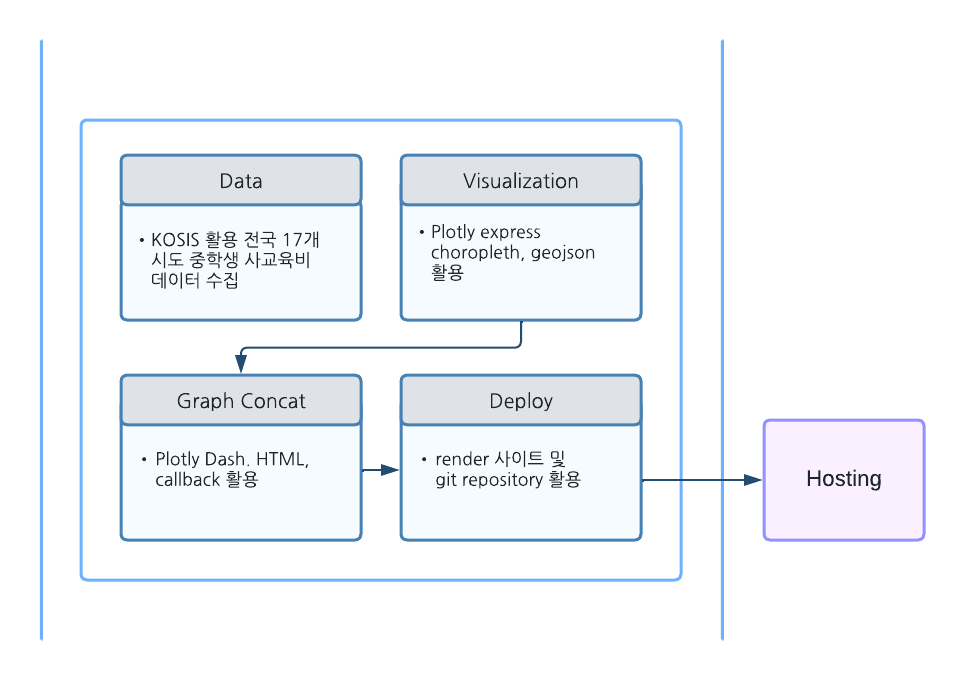 Data
• KOSIS 활용 전국 17개
시도 중학생 사교육비
데이터 수집
Visualization
• Plotly express
choropleth, geojson
활용
Graph Concat
• Plotly Dash. HTML,
callback 활용
Deploy
• render 사이트 및
git repository 활용
Hosting